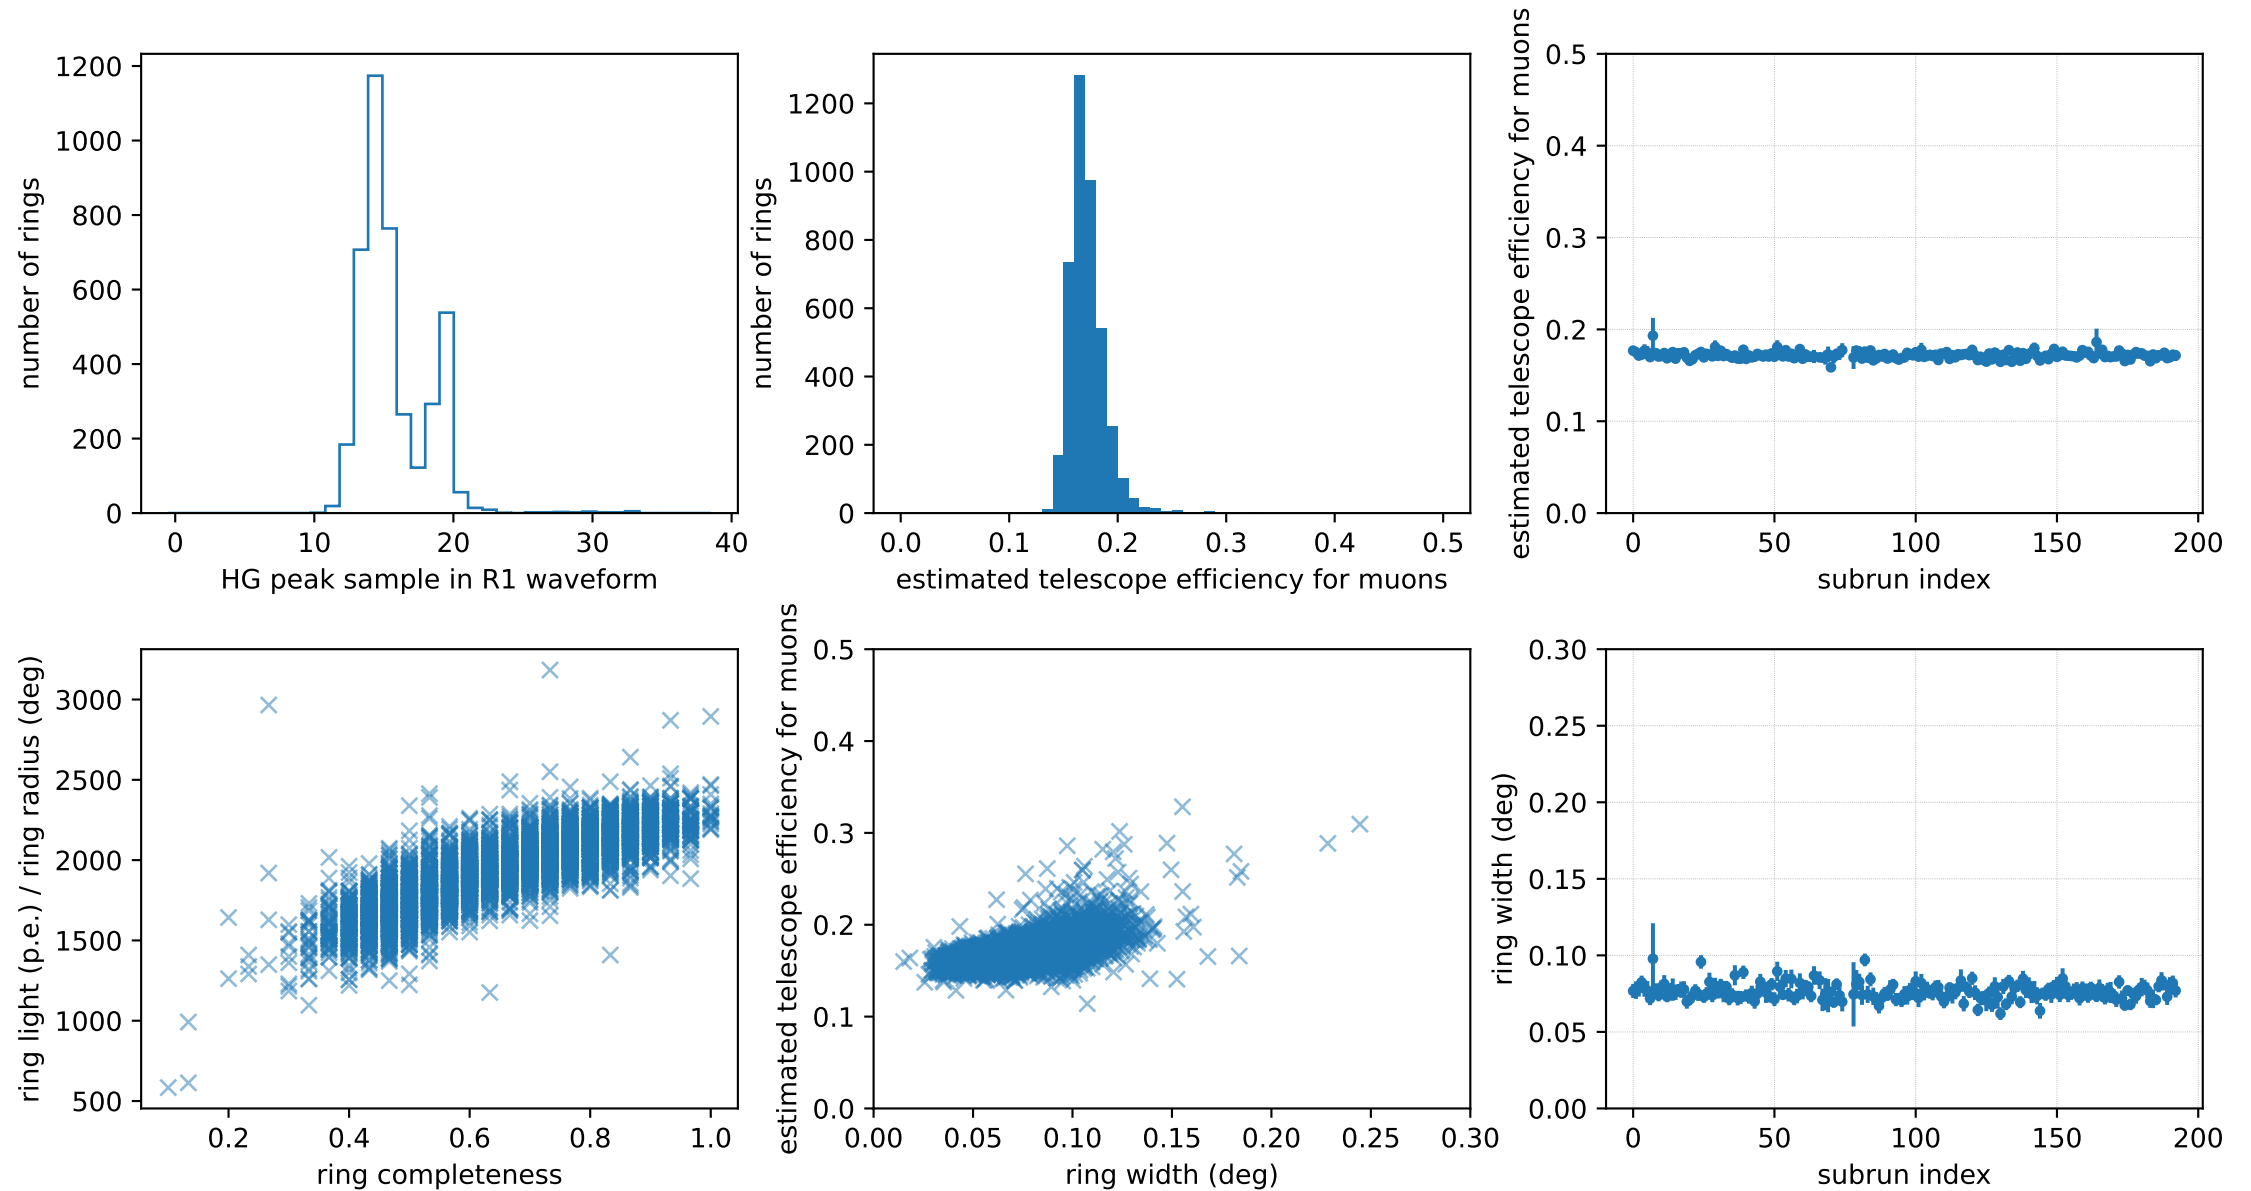 1200
1000
800
600
400
200
0
number of rings
0 10 20 30 40
HG peak sample in R1 waveform
1200
1000
800
600
400
200
0
number of rings
0.0 0.1 0.2 0.3 0.4 0.5
estimated telescope efficiency for muons
0.5
0.4
0.3
0.2
0.1
0.0
estimated telescope efficiency for muons
0 50 100 150 200
subrun index
3000
2500
2000
1500
1000
500
ring light (p.e.) / ring radius (deg)
0.2 0.4 0.6 0.8 1.0
ring completeness
0.5
0.4
0.3
0.2
0.1
0.0
estimated telescope efficiency for muons
0.00 0.05 0.10 0.15 0.20 0.25 0.30
ring width (deg)
0.30
0.25
0.20
0.15
0.10
0.05
0.00
ring width (deg)
0 50 100 150 200
subrun index